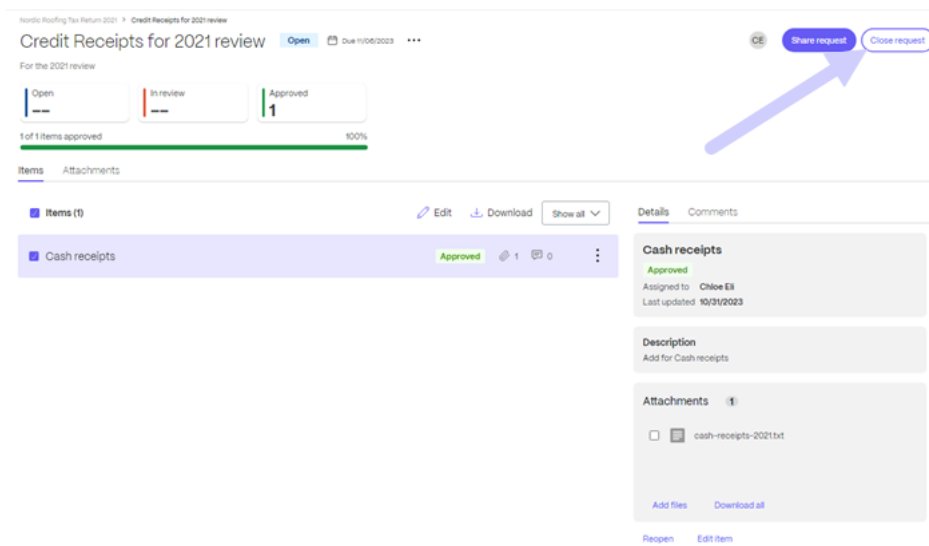 Nordic Roofing Tax Return 2021 > Credit Receipts for 2021 review
Credit Receipts for 2021 review Open Due 11/06/2023 CE Share request Close request
For the 2021 review
Open In review Approved
-- -- 1
1 of 1 items approved 100%
Items Attachments
Items (1) Edit Download Show all Details Comments
Cash receipts Approved 1 0
Cash receipts
Approved
Assigned to Chloe Eli
Last updated 10/31/2023
Description
Add for Cash receipts
Attachments 1
cash-receipts-2021.txt
Add files Download all
Reopen Edit item